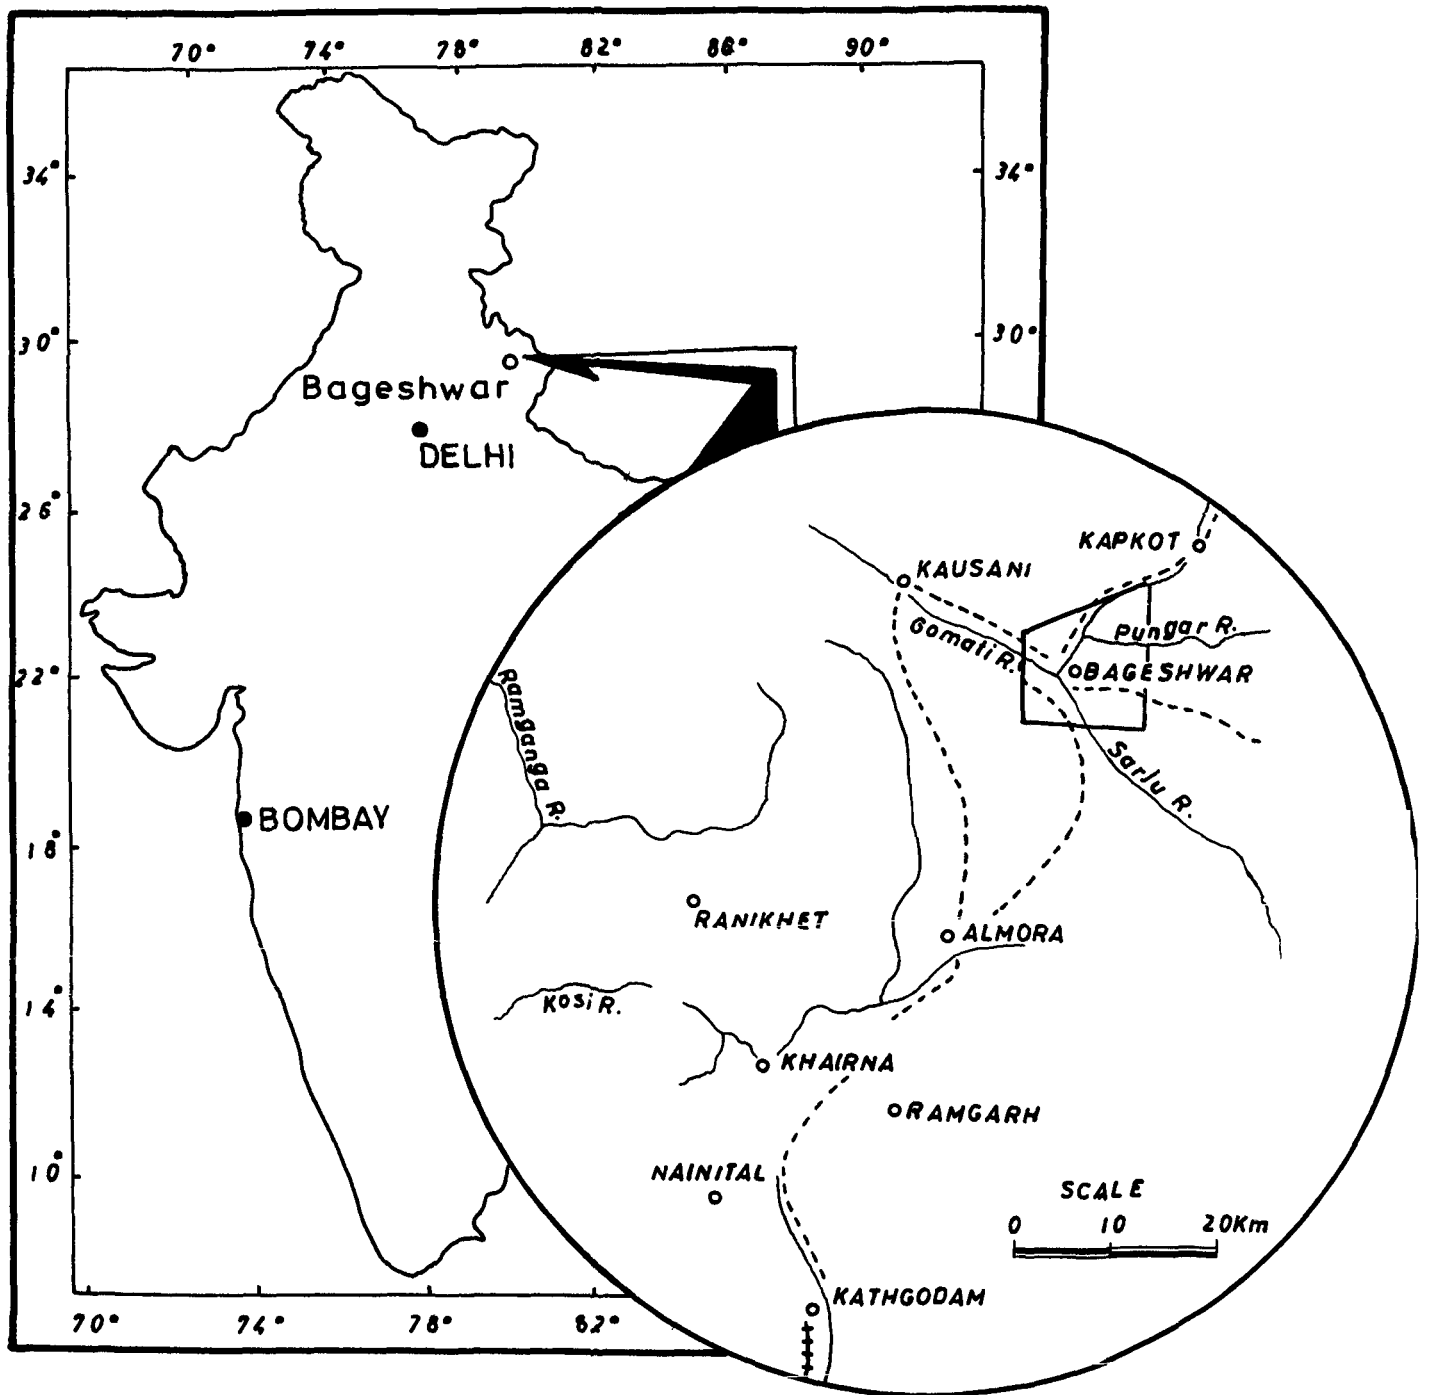 70° 74° 78° 82° 86° 90°
34° 34°
30° 30°
Bageshwar
DELHI
26°
KAPKOT
KAUSANI
Gomati R.
Pungar R.
22°
BAGESHWAR
Ramganga R.
Sarju R.
BOMBAY
18°
RANIKHET
ALMORA
14°
Kosi R.
KHAIRNA
RAMGARH
10°
NAINITAL
SCALE
0 10 20Km
KATHGODAM
70° 74° 78° 82°